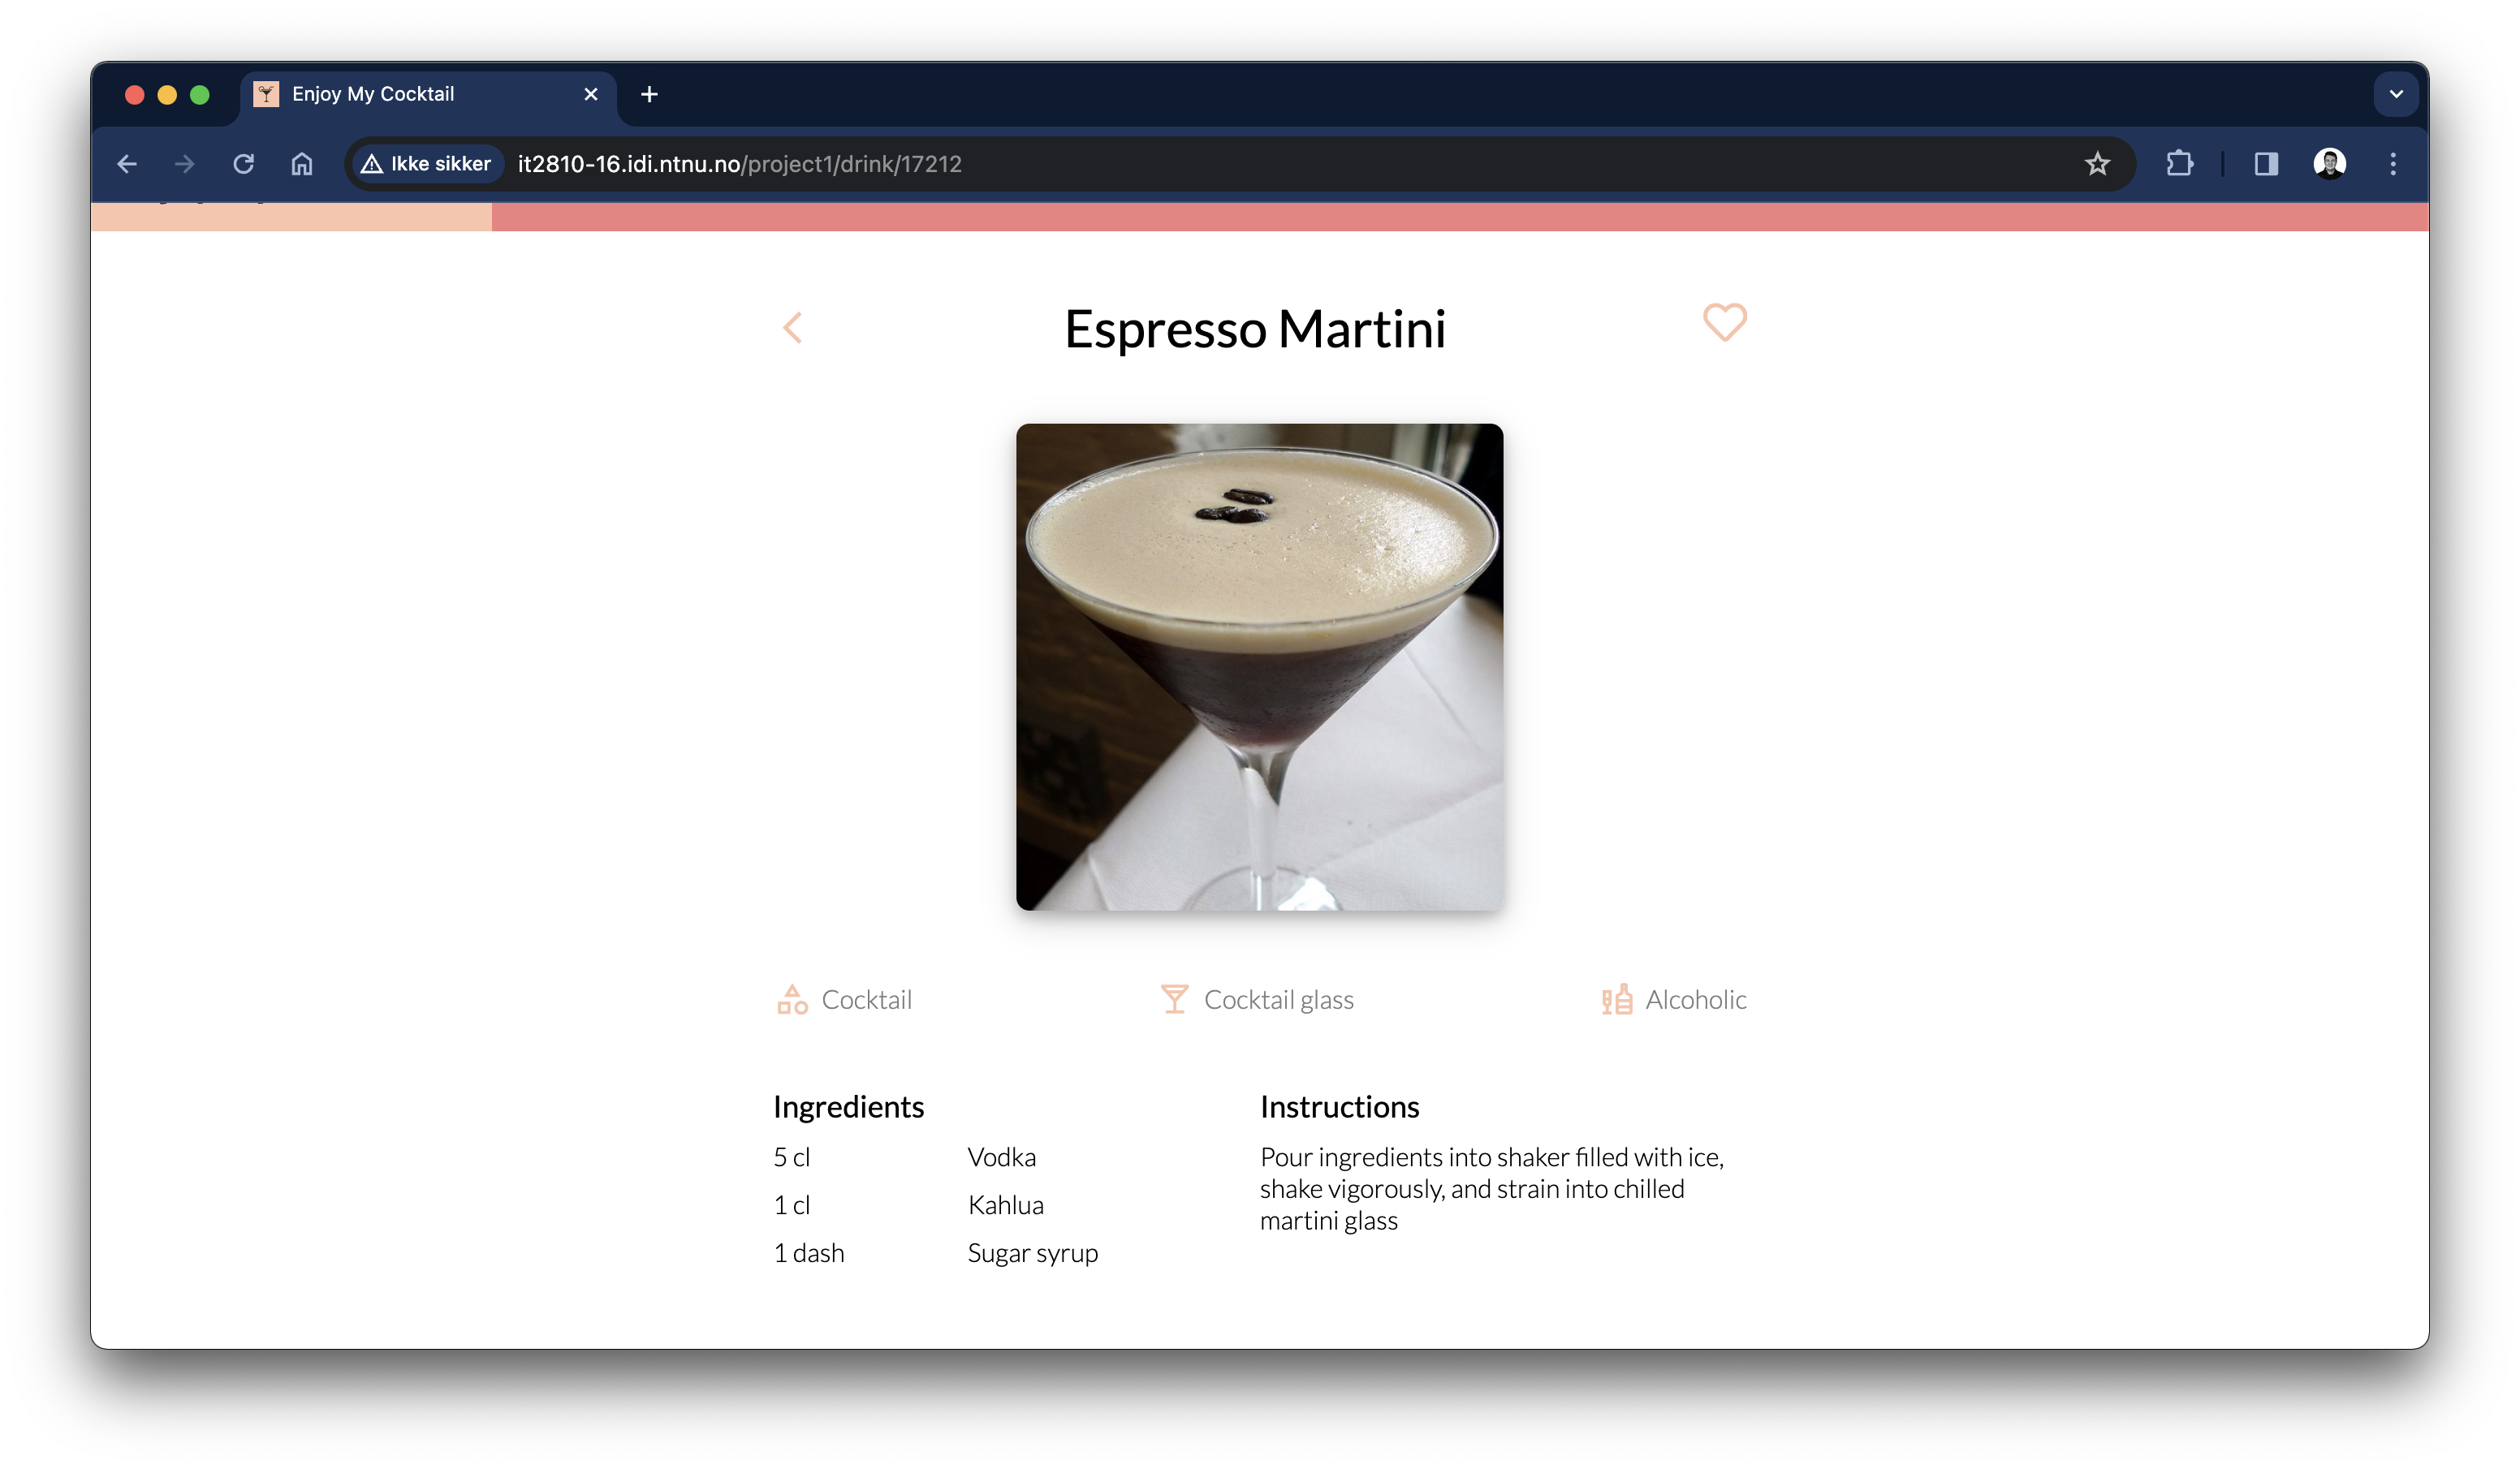 Enjoy My Cocktail
Ikke sikker
it2810-16.idi.ntnu.no/project1/drink/17212
Espresso Martini
Cocktail
Cocktail glass
Alcoholic
Ingredients
5 cl Vodka
1 cl Kahlua
1 dash Sugar syrup
Instructions
Pour ingredients into shaker filled with ice,
shake vigorously, and strain into chilled
martini glass